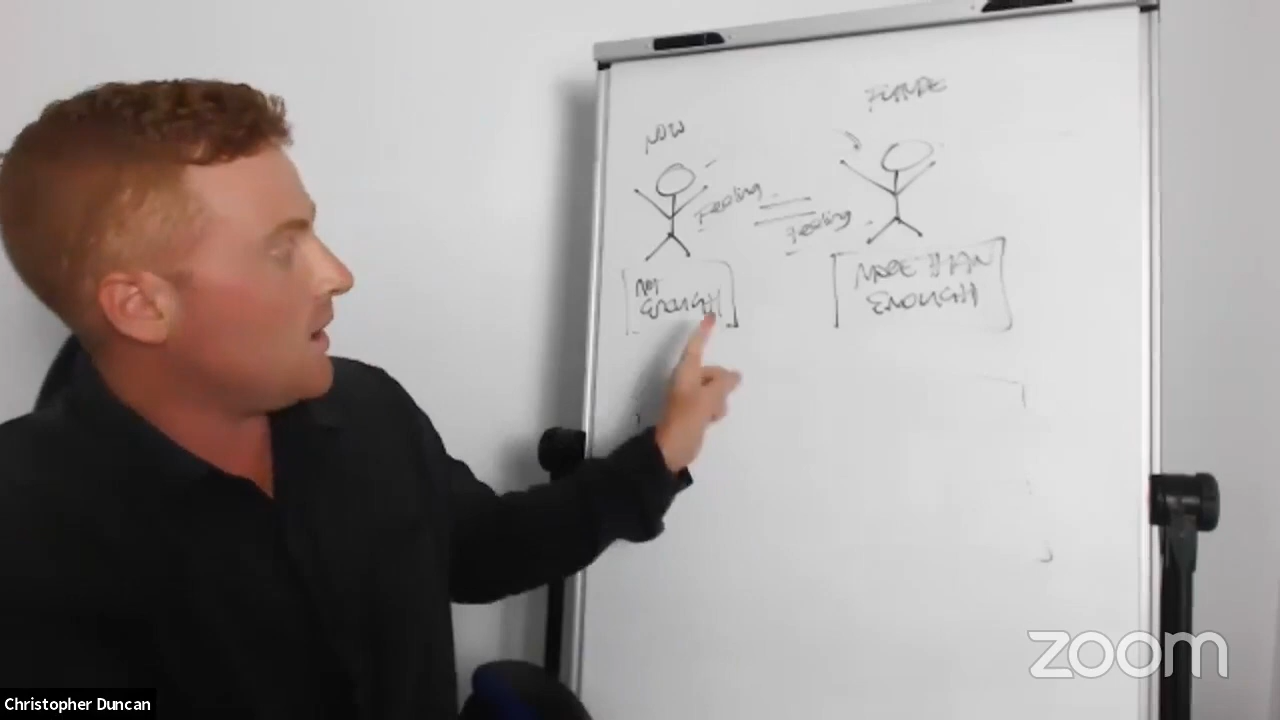 FUTURE
NOW
Feeling
Feeling
NOT
ENOUGH
MORE THAN
ENOUGH
zoom
Christopher Duncan